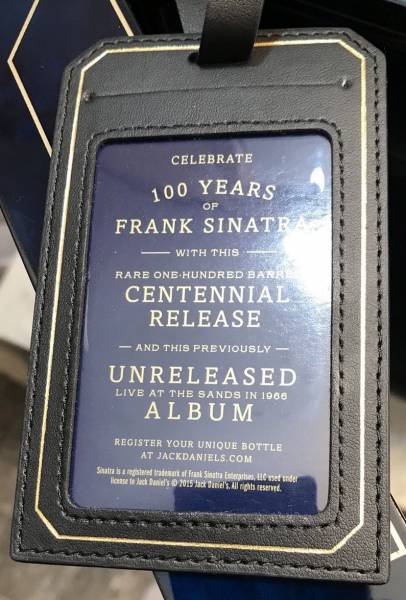 CELEBRATE
100 YEARS
OF
FRANK SINATRA
WITH THIS
RARE ONE-HUNDRED BARREL
CENTENNIAL
RELEASE
AND THIS PREVIOUSLY
UNRELEASED
LIVE AT THE SANDS IN 1966
ALBUM
REGISTER YOUR UNIQUE BOTTLE
AT JACKDANIELS.COM
Sinatra is a registered trademark of Frank Sinatra Enterprises, LLC used under
license to Jack Daniel's © 2015 Jack Daniel's. All rights reserved.